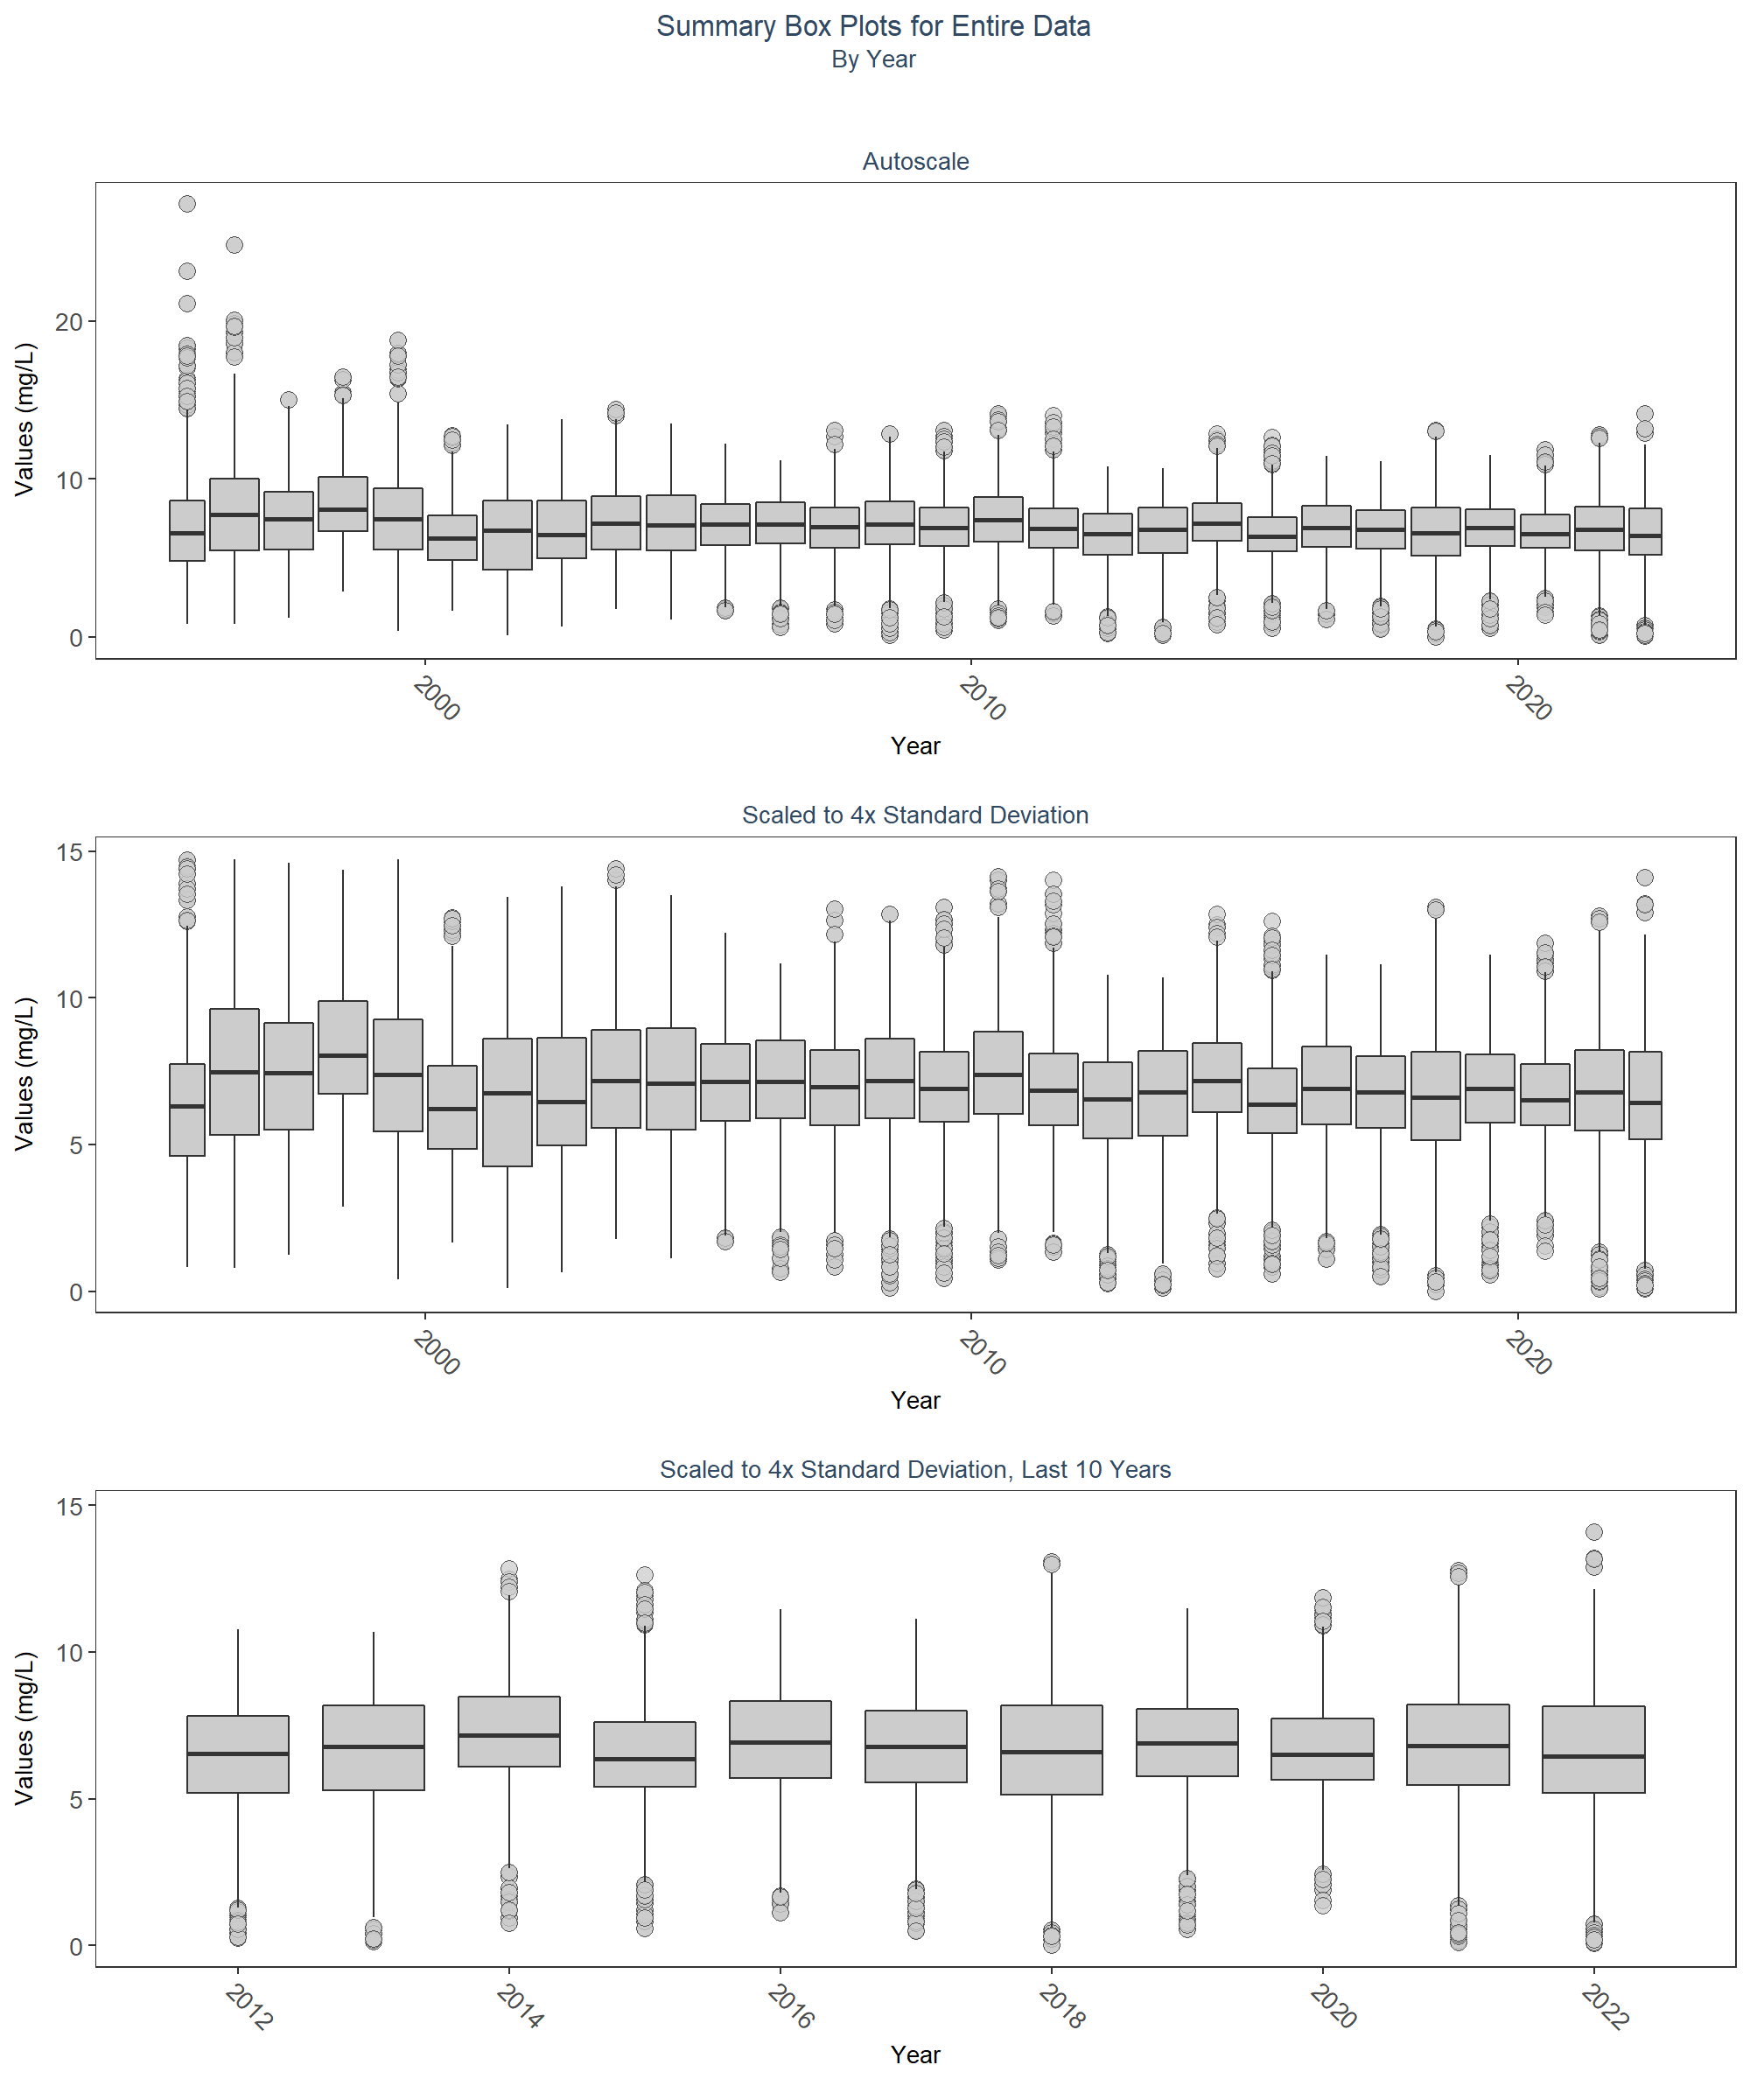 Summary Box Plots for Entire Data
By Year
Autoscale
Values (mg/L)
20
10
0
2000
2010
2020
Year
Scaled to 4x Standard Deviation
Values (mg/L)
15
10
5
0
2000
2010
2020
Year
Scaled to 4x Standard Deviation, Last 10 Years
Values (mg/L)
15
10
5
0
2012
2014
2016
2018
2020
2022
Year